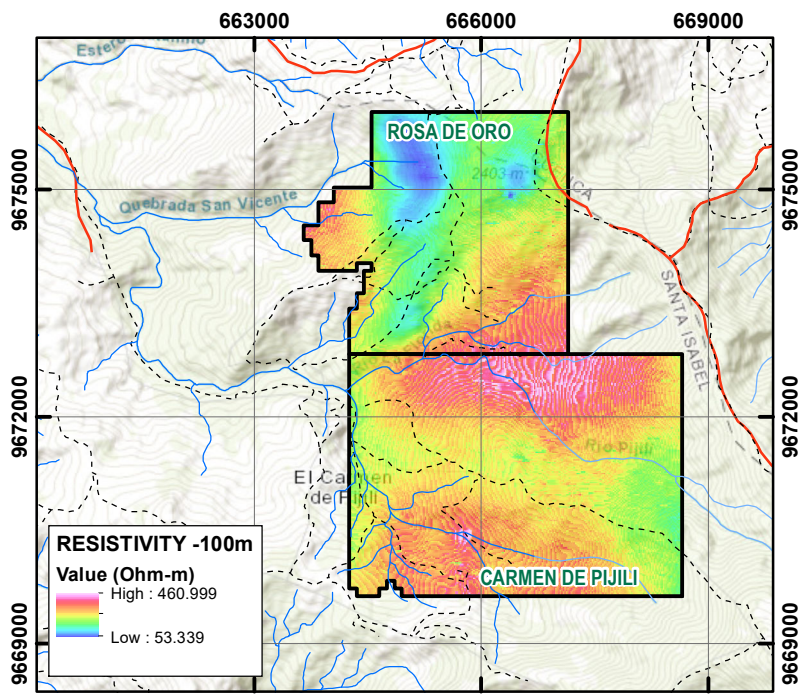 663000 666000 669000
Estero
ROSA DE ORO
2403 m
9675000 9675000
Quebrada San Vicente
SANTA ISABEL
9672000 9672000
Rio Pijili
El Carmen
de Pijili
RESISTIVITY -100m
Value (Ohm-m)
High : 460.999
Low : 53.339
CARMEN DE PIJILI
9669000 9669000